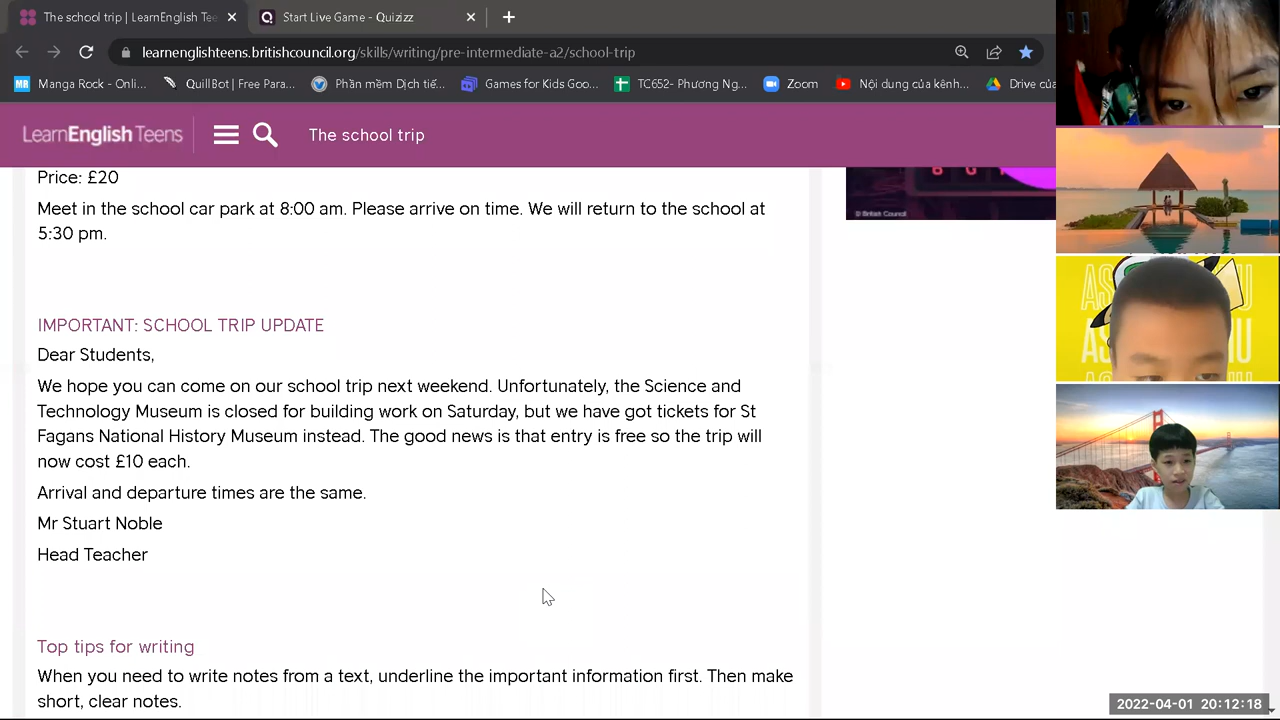 The school trip | LearnEnglish Tee
Start Live Game – Quizizz
learnenglishteens.britishcouncil.org/skills/writing/pre-intermediate-a2/school-trip
MR Manga Rock - Onli...
QuillBot | Free Para...
Phần mềm Dịch hế...
Games for Kids Goo...
TC652- Phương Ng...
Zoom
Nội dung của kênh...
Drive của
LearnEnglish Teens
The school trip
Price: £20
© British Council
Meet in the school car park at 8:00 am. Please arrive on time. We will return to the school at
5:30 pm.
IMPORTANT: SCHOOL TRIP UPDATE
Dear Students,
We hope you can come on our school trip next weekend. Unfortunately, the Science and
Technology Museum is closed for building work on Saturday, but we have got tickets for St
Fagans National History Museum instead. The good news is that entry is free so the trip will
now cost £10 each.
Arrival and departure times are the same.
Mr Stuart Noble
Head Teacher
Top tips for writing
When you need to write notes from a text, underline the important information first. Then make
short, clear notes.
2022-04-01 20:12:18